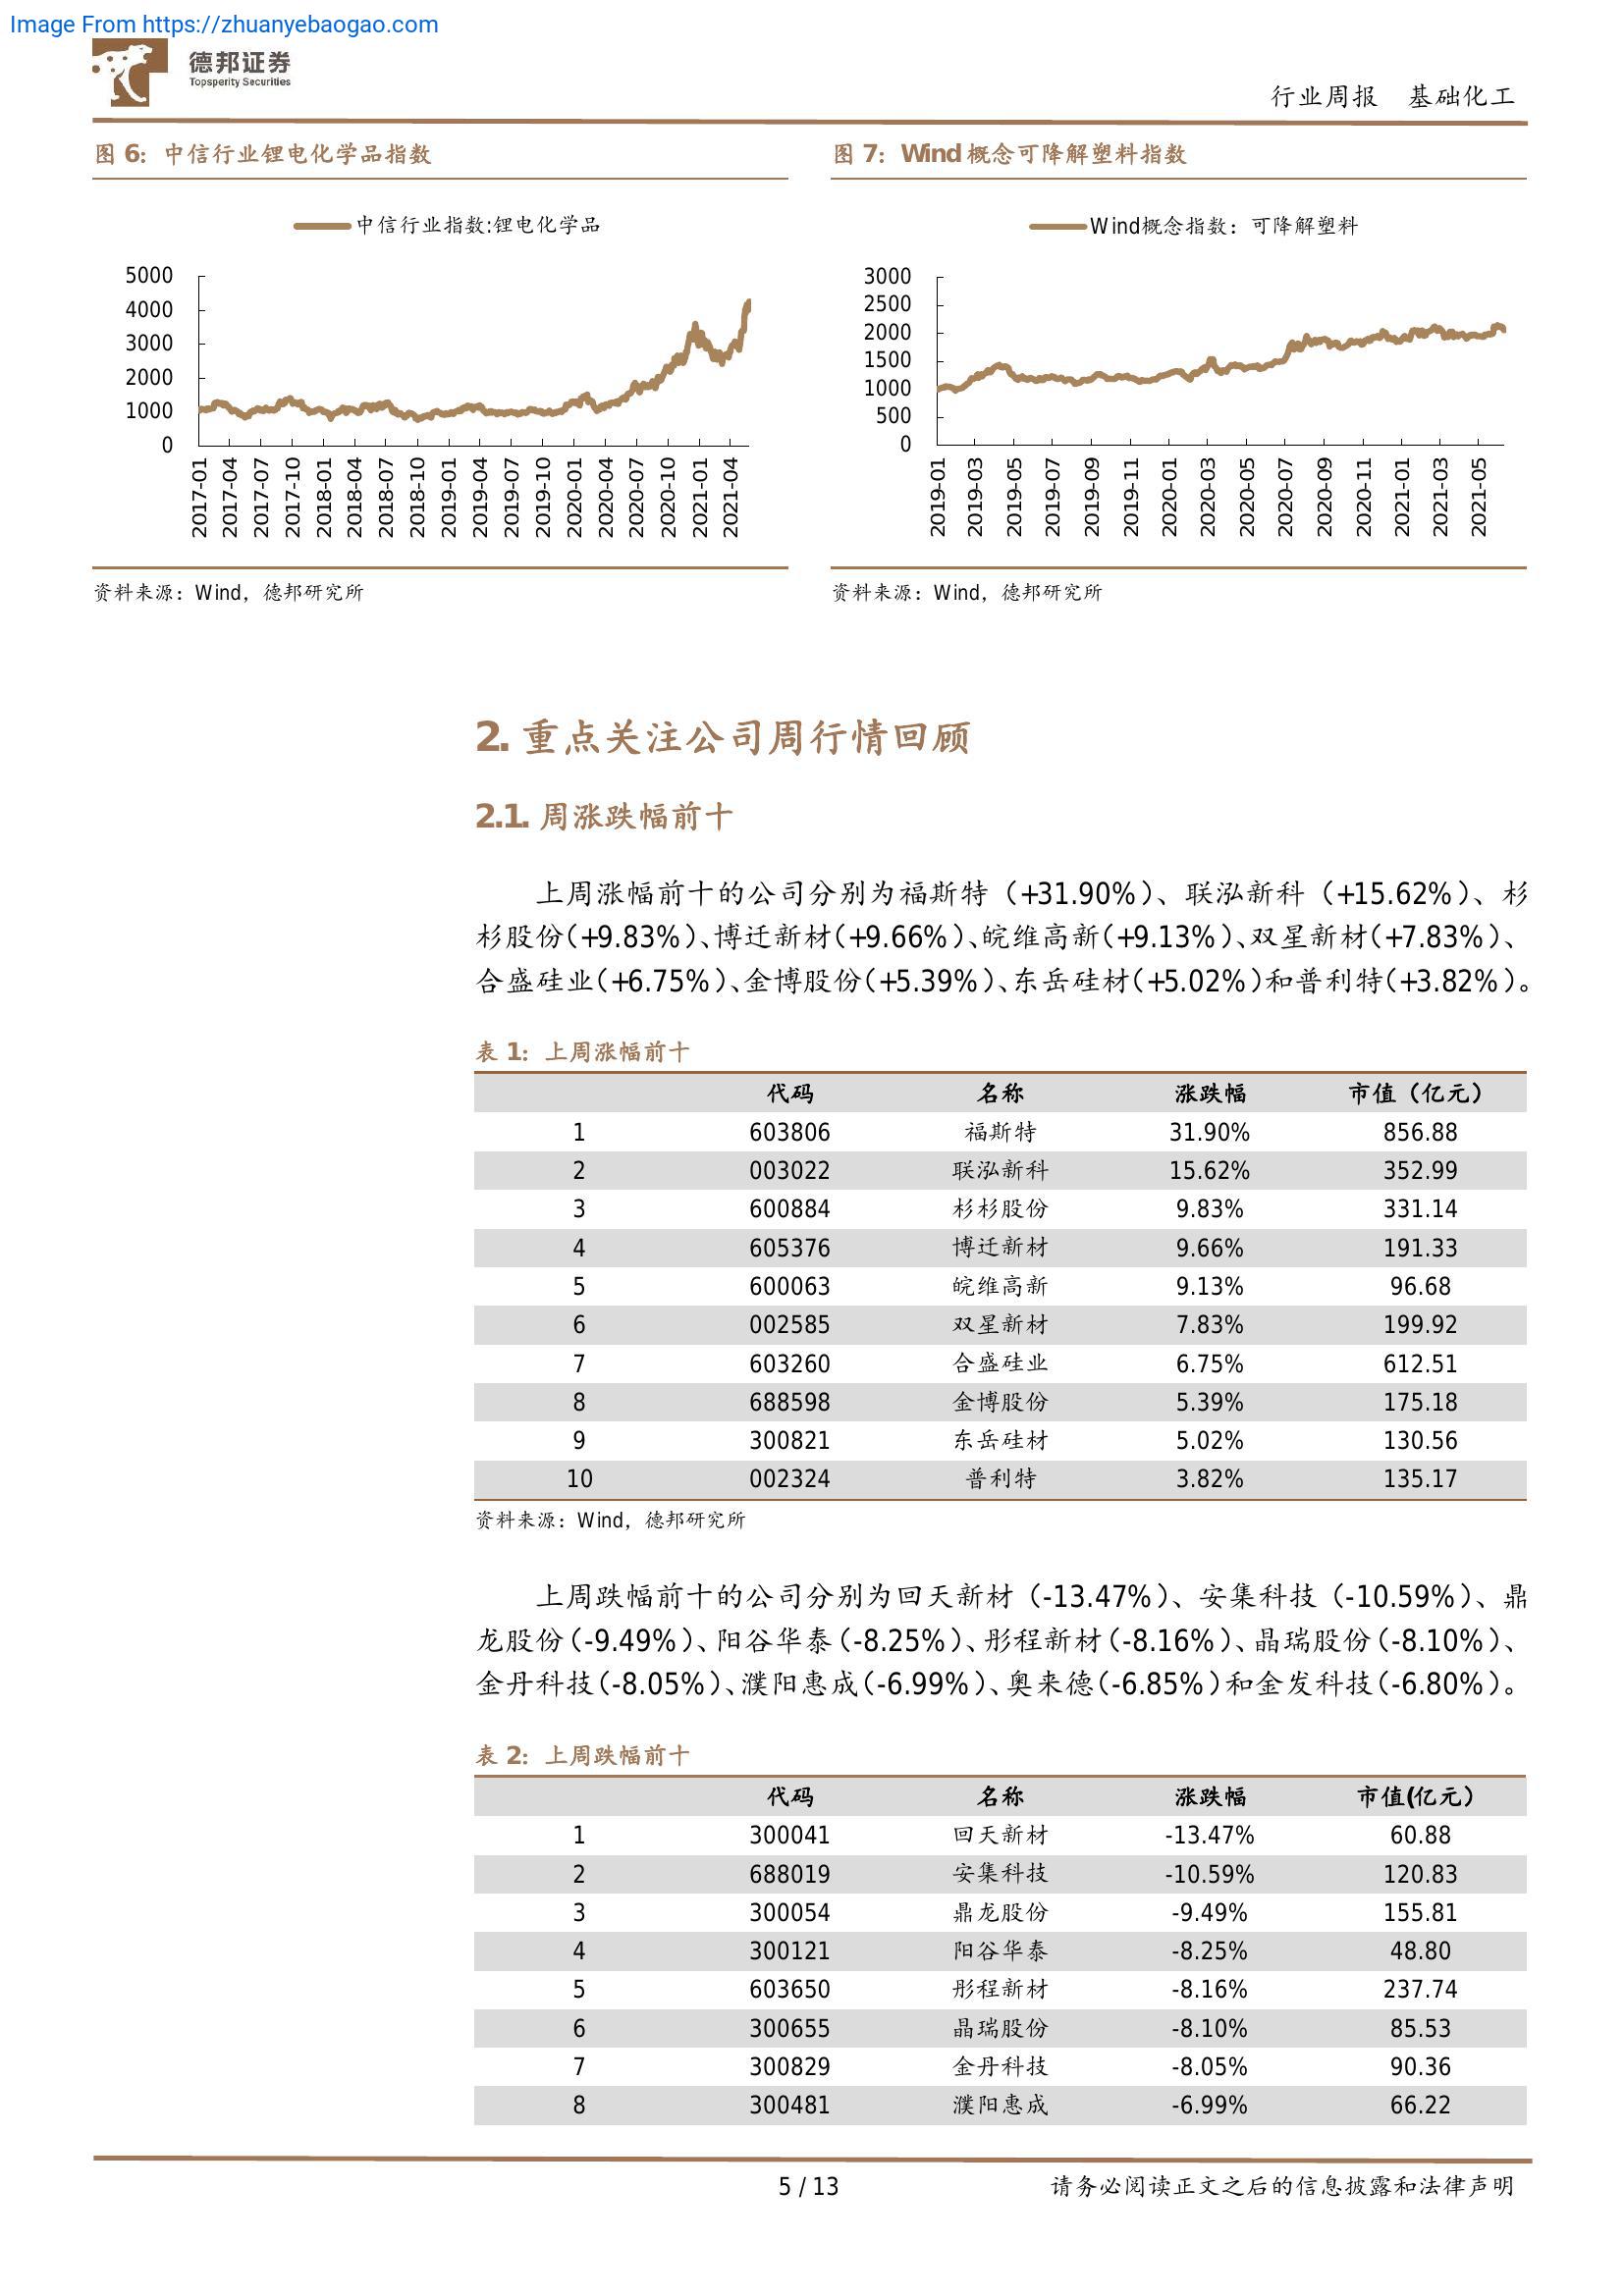 Image From https://zhuanyebaogao.com
德邦证券
Topsperity Securities
行业周报 基础化工
图 6：中信行业锂电化学品指数
中信行业指数:锂电化学品
5000
4000
3000
2000
1000
0
2017-01
2017-04
2017-07
2017-10
2018-01
2018-04
2018-07
2018-10
2019-01
2019-04
2019-07
2019-10
2020-01
2020-04
2020-07
2020-10
2021-01
2021-04
资料来源：Wind，德邦研究所
图 7：Wind 概念可降解塑料指数
Wind概念指数：可降解塑料
3000
2500
2000
1500
1000
500
0
2019-01
2019-03
2019-05
2019-07
2019-09
2019-11
2020-01
2020-03
2020-05
2020-07
2020-09
2020-11
2021-01
2021-03
2021-05
资料来源：Wind，德邦研究所
2. 重点关注公司周行情回顾
2.1. 周涨跌幅前十
上周涨幅前十的公司分别为福斯特（+31.90%）、联泓新科（+15.62%）、杉
杉股份（+9.83%）、博迁新材（+9.66%）、皖维高新（+9.13%）、双星新材（+7.83%）、
合盛硅业（+6.75%）、金博股份（+5.39%）、东岳硅材（+5.02%）和普利特（+3.82%）。
表 1：上周涨幅前十
代码 名称 涨跌幅 市值（亿元）
1 603806 福斯特 31.90% 856.88
2 003022 联泓新科 15.62% 352.99
3 600884 杉杉股份 9.83% 331.14
4 605376 博迁新材 9.66% 191.33
5 600063 皖维高新 9.13% 96.68
6 002585 双星新材 7.83% 199.92
7 603260 合盛硅业 6.75% 612.51
8 688598 金博股份 5.39% 175.18
9 300821 东岳硅材 5.02% 130.56
10 002324 普利特 3.82% 135.17
资料来源：Wind，德邦研究所
上周跌幅前十的公司分别为回天新材（-13.47%）、安集科技（-10.59%）、鼎
龙股份（-9.49%）、阳谷华泰（-8.25%）、彤程新材（-8.16%）、晶瑞股份（-8.10%）、
金丹科技（-8.05%）、濮阳惠成（-6.99%）、奥来德（-6.85%）和金发科技（-6.80%）。
表 2：上周跌幅前十
代码 名称 涨跌幅 市值(亿元）
1 300041 回天新材 -13.47% 60.88
2 688019 安集科技 -10.59% 120.83
3 300054 鼎龙股份 -9.49% 155.81
4 300121 阳谷华泰 -8.25% 48.80
5 603650 彤程新材 -8.16% 237.74
6 300655 晶瑞股份 -8.10% 85.53
7 300829 金丹科技 -8.05% 90.36
8 300481 濮阳惠成 -6.99% 66.22
5 / 13
请务必阅读正文之后的信息披露和法律声明